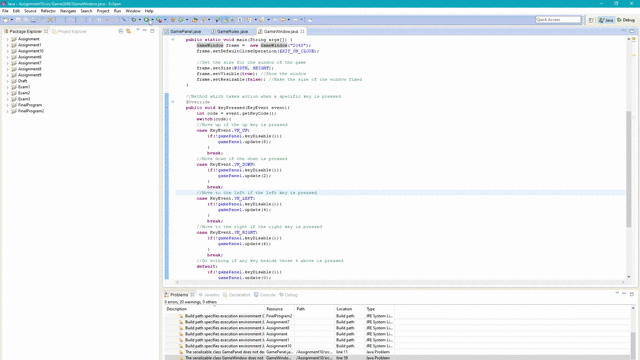 Java - Assignment10/src/Game2048/GameWindow.java - Eclipse
File Edit Source Refactor Navigate Search Project Run Window Help
Quick Access
Java Debug
Package Explorer
Assignment
Assignment1
Assignment10
Assignment2
Assignment3
Assignment4
Assignment5
Assignment6
Assignment7
Assignment8
Assignment9
Draft
Exam1
Exam2
Exam3
FinalProgram
FinalProgram2
GamePanel.java GameRules.java GameWindow.java
public static void main(String args[]) {
GameWindow frame = new GameWindow("2048");
frame.setDefaultCloseOperation(EXIT_ON_CLOSE);
//Set the size for the window of the game
frame.setSize(WIDTH, HEIGHT);
frame.setVisible(true); //Show the window
frame.setResizable(false); //Make the size of the window fixed
}
//Method which takes action when a specific key is pressed
@Override
public void keyPressed(KeyEvent event){
int code = event.getKeyCode();
switch(code){
//Move up if the up key is pressed
case KeyEvent.VK_UP:
if(!gamePanel.keyDisable()){
gamePanel.update(8);
}
break;
//Move down if the down is pressed
case KeyEvent.VK_DOWN:
if(!gamePanel.keyDisable()){
gamePanel.update(2);
}
break;
//Move to the left if the left key is pressed
case KeyEvent.VK_LEFT:
if(!gamePanel.keyDisable()){
gamePanel.update(4);
}
break;
//Move to the right if the right key is pressed
case KeyEvent.VK_RIGHT:
if(!gamePanel.keyDisable()){
gamePanel.update(6);
}
break;
//Do nothing if any key beside those 4 above is pressed
default:
if(!gamePanel.keyDisable()){
gamePanel.update(0);
Problems Javadoc Declaration Console Debug
0 errors, 20 warnings, 0 others
Description Resource Path Location Type
Build path specifies execution environment FinalProgram2 Build path JRE System Li...
Build path specifies execution environment Assignment7 Build path JRE System Li...
Build path specifies execution environment Build path JRE System Li...
Build path specifies execution environment Assignment Build path JRE System Li...
Build path specifies execution environment Build path JRE System Li...
Build path specifies execution environment Assignment10 Build path JRE System Li...
The serializable class GamePanel does not de GamePanel.ja... /Assignment10/src... line 11 Java Problem
The serializable class GameWindow does not GameWindo... /Assignment10/src... Java Problem